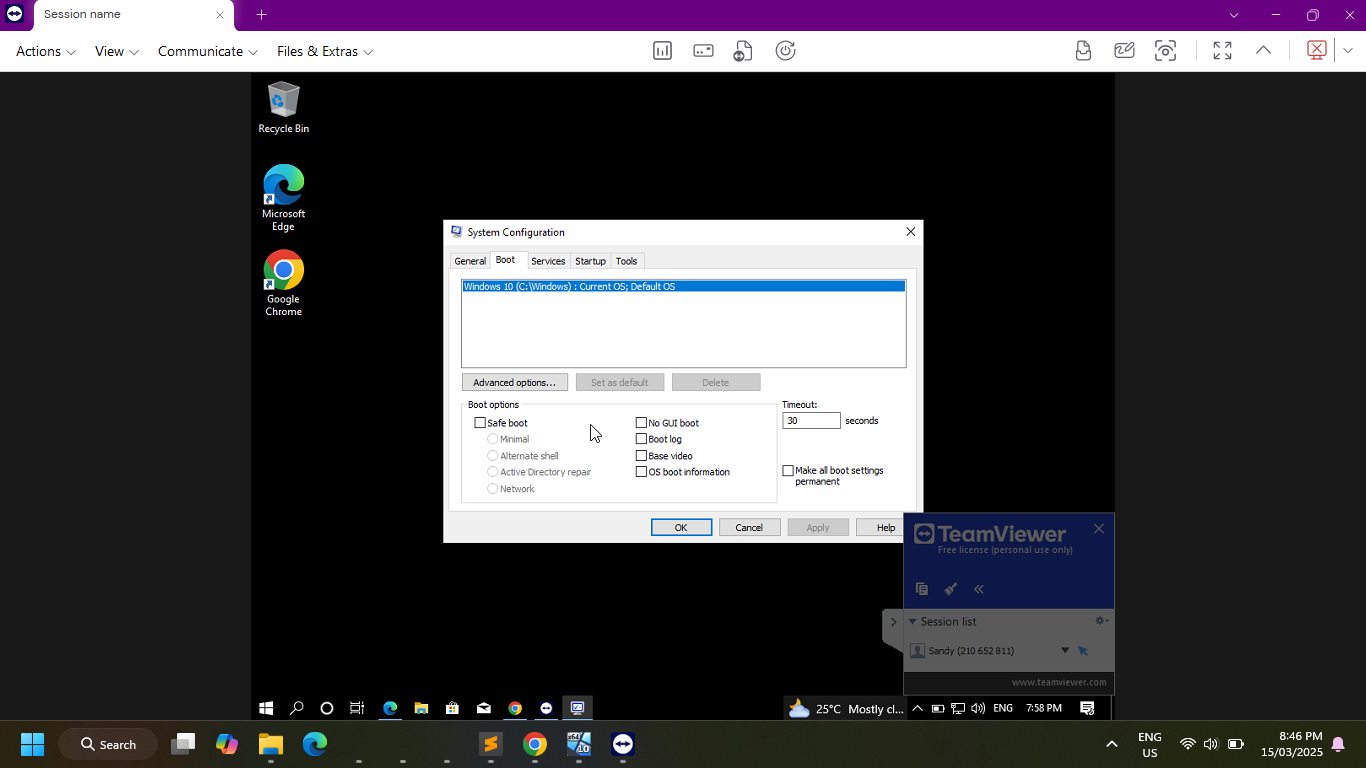 Session name
Actions
View
Communicate
Files & Extras
Recycle Bin
Microsoft
Edge
Google
Chrome
System Configuration
General
Boot
Services
Startup
Tools
Windows 10 (C:\Windows) : Current OS; Default OS
Advanced options...
Set as default
Delete
Boot options
Safe boot
Minimal
Alternate shell
Active Directory repair
Network
No GUI boot
Boot log
Base video
OS boot information
Timeout:
30 seconds
Make all boot settings
permanent
OK
Cancel
Apply
Help
TeamViewer
Free license (personal use only)
Session list
Sandy (210 652 811)
www.teamviewer.com
25°C Mostly cl...
ENG
7:58 PM
Search
x64
10
ENG
US
8:46 PM
15/03/2025